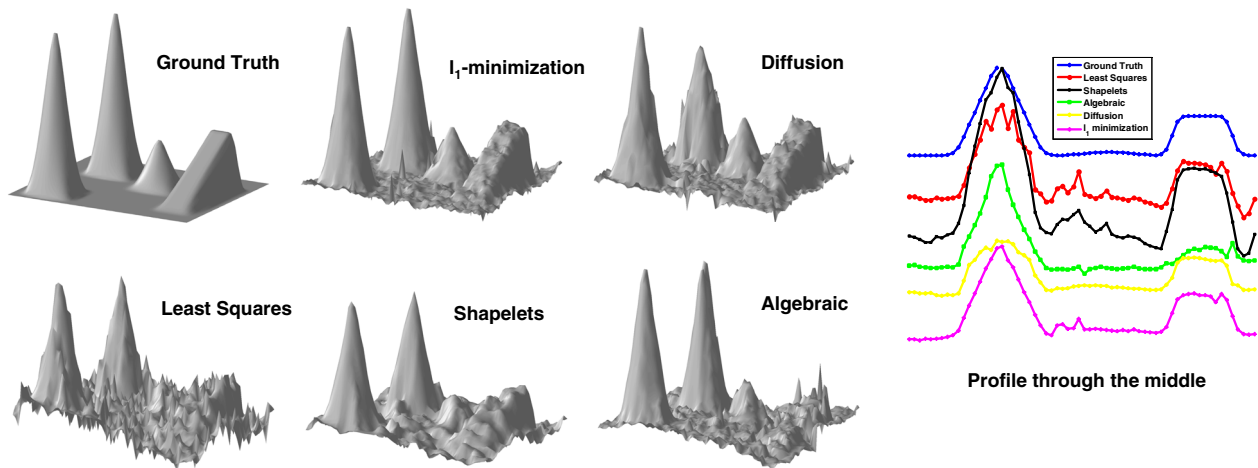 Ground Truth
l₁-minimization
Diffusion
Least Squares
Shapelets
Algebraic
Ground Truth
Least Squares
Shapelets
Algebraic
Diffusion
l₁ minimization
Profile through the middle